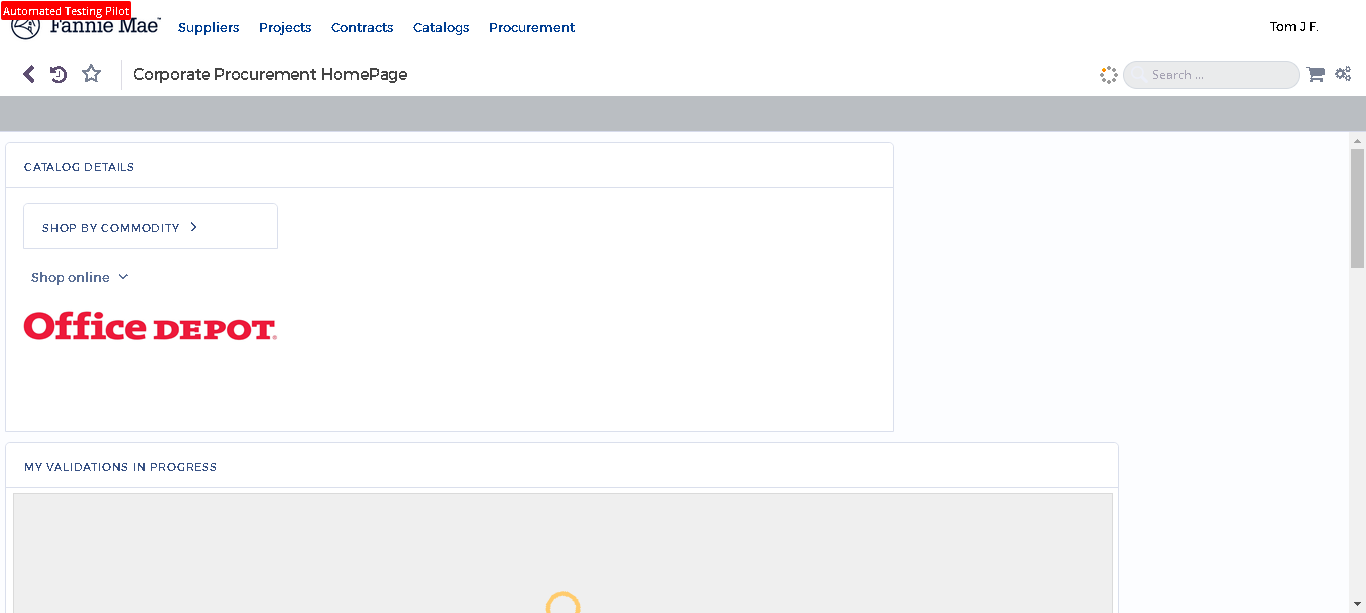 Automated Testing Pilot
Fannie Mae
Suppliers Projects Contracts Catalogs Procurement
Tom J F.
Corporate Procurement HomePage
Search ...
CATALOG DETAILS
SHOP BY COMMODITY
Shop online
Office DEPOT.
MY VALIDATIONS IN PROGRESS